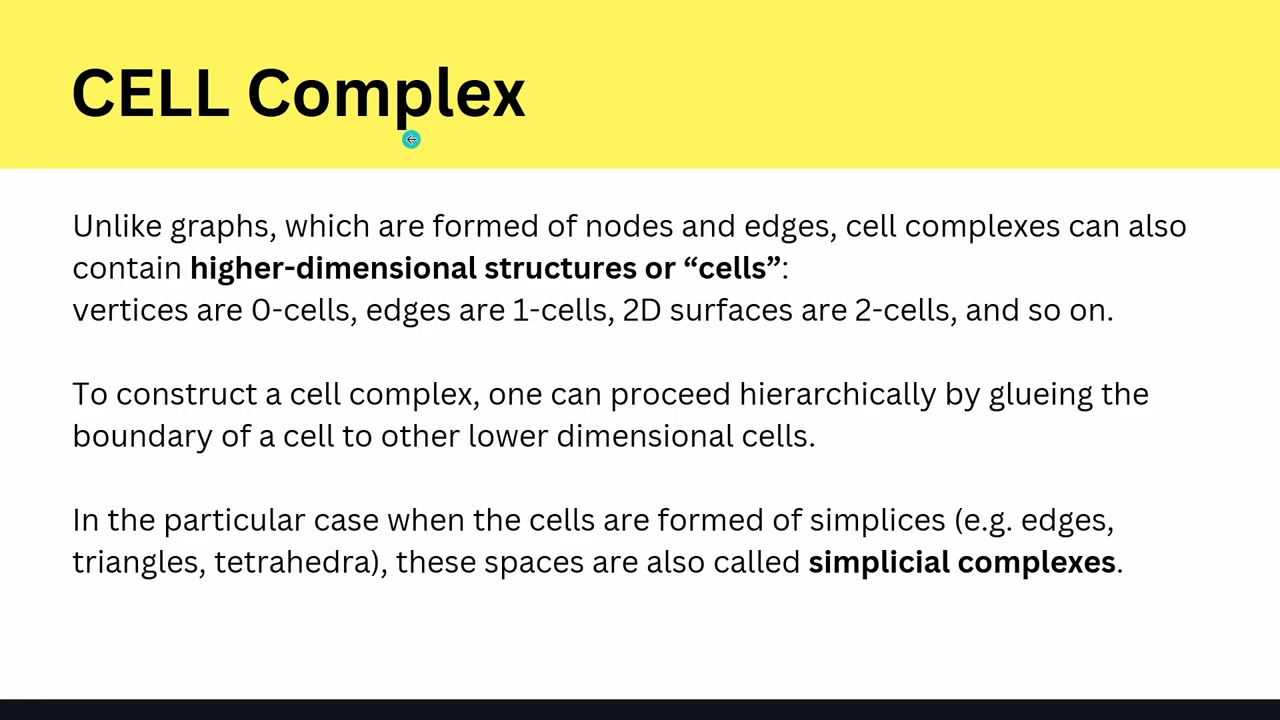 CELL Complex
Unlike graphs, which are formed of nodes and edges, cell complexes can also
contain higher-dimensional structures or “cells”:
vertices are 0-cells, edges are 1-cells, 2D surfaces are 2-cells, and so on.
To construct a cell complex, one can proceed hierarchically by glueing the
boundary of a cell to other lower dimensional cells.
In the particular case when the cells are formed of simplices (e.g. edges,
triangles, tetrahedra), these spaces are also called simplicial complexes.